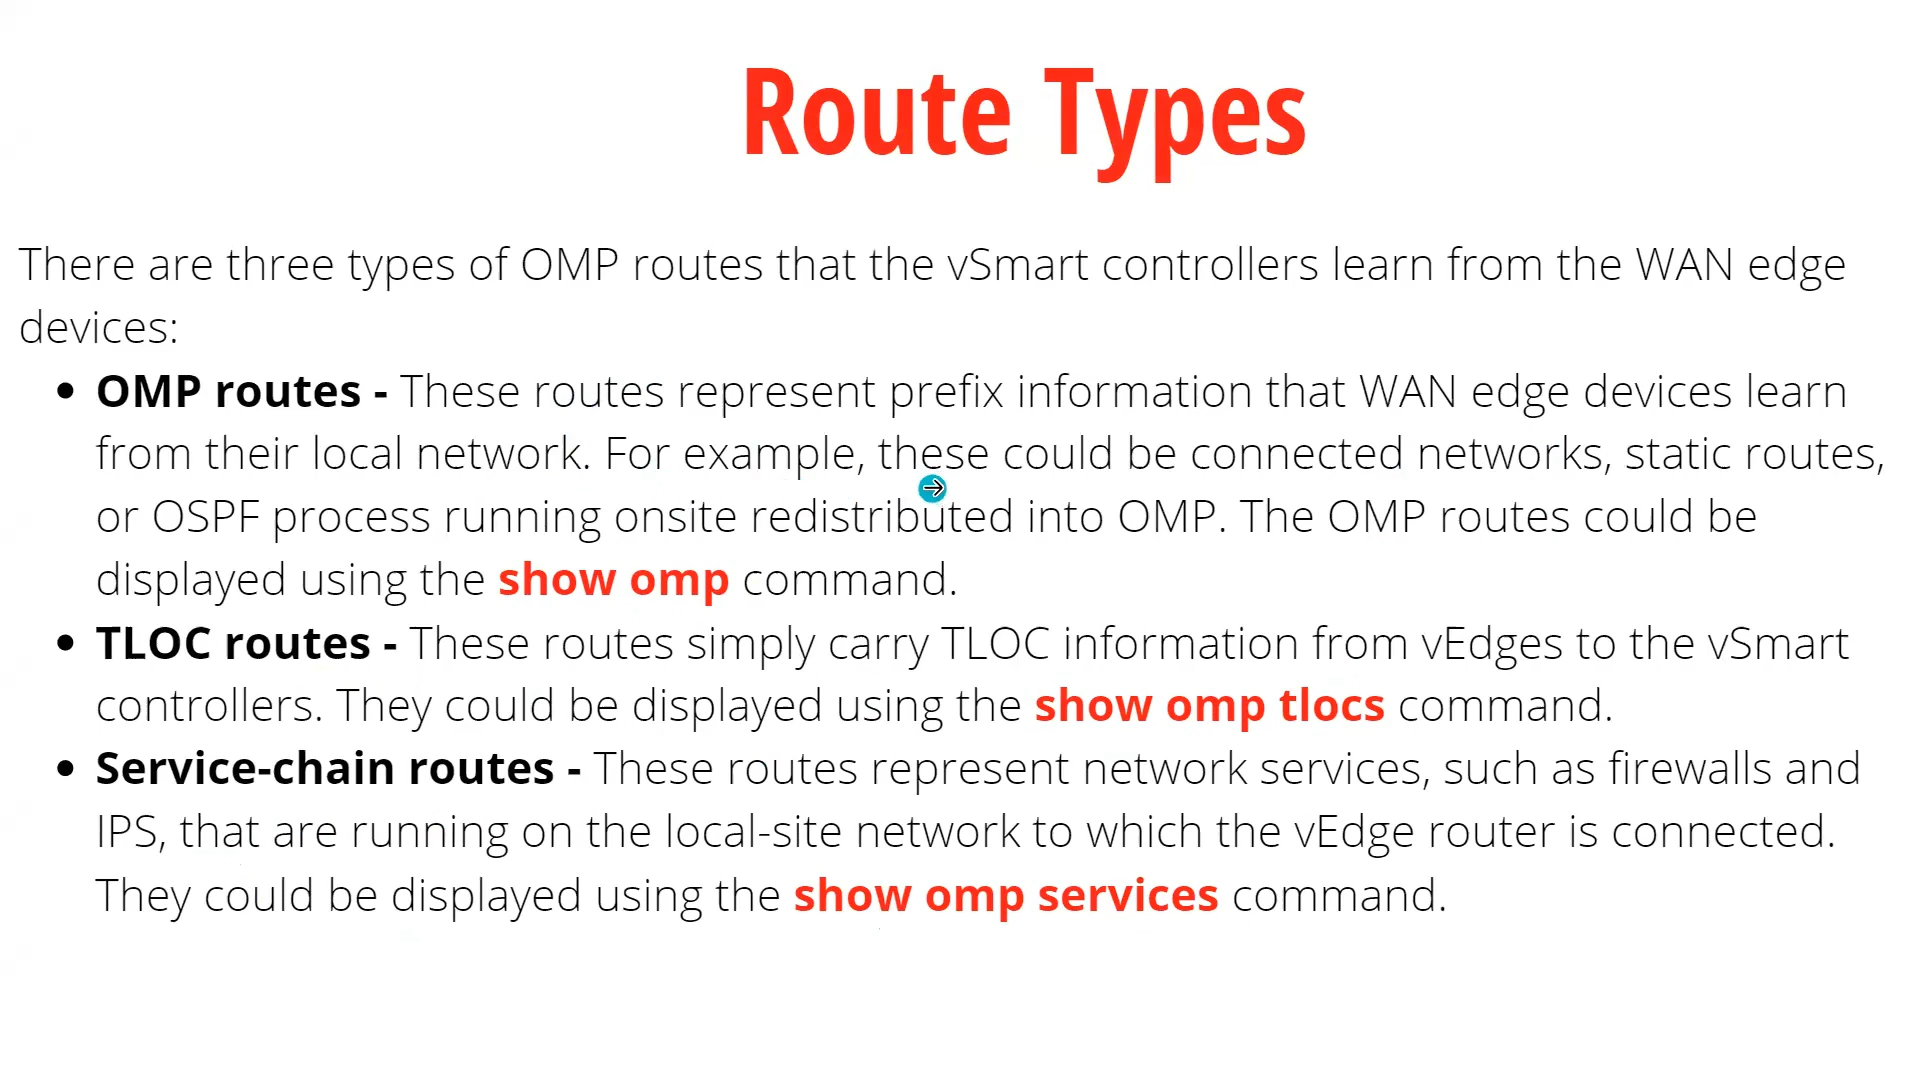 Route Types
There are three types of OMP routes that the vSmart controllers learn from the WAN edge
devices:
• OMP routes - These routes represent prefix information that WAN edge devices learn
from their local network. For example, these could be connected networks, static routes,
or OSPF process running onsite redistributed into OMP. The OMP routes could be
displayed using the show omp command.
• TLOC routes - These routes simply carry TLOC information from vEdges to the vSmart
controllers. They could be displayed using the show omp tlocs command.
• Service-chain routes - These routes represent network services, such as firewalls and
IPS, that are running on the local-site network to which the vEdge router is connected.
They could be displayed using the show omp services command.